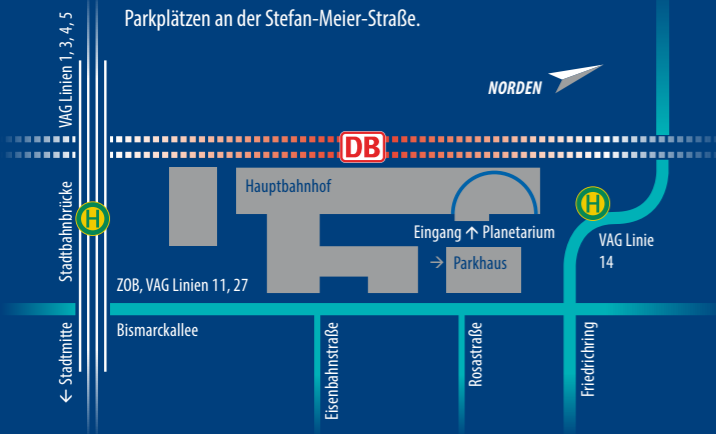 Parkplätzen an der Stefan-Meier-Straße.
VAG Linien 1, 3, 4, 5
NORDEN
DB
Hauptbahnhof
Stadtbahnbrücke
H
H
Eingang ↑ Planetarium
VAG Linie
14
→ Parkhaus
ZOB, VAG Linien 11, 27
Bismarckallee
← Stadtmitte
Eisenbahnstraße
Rosastraße
Friedrichring